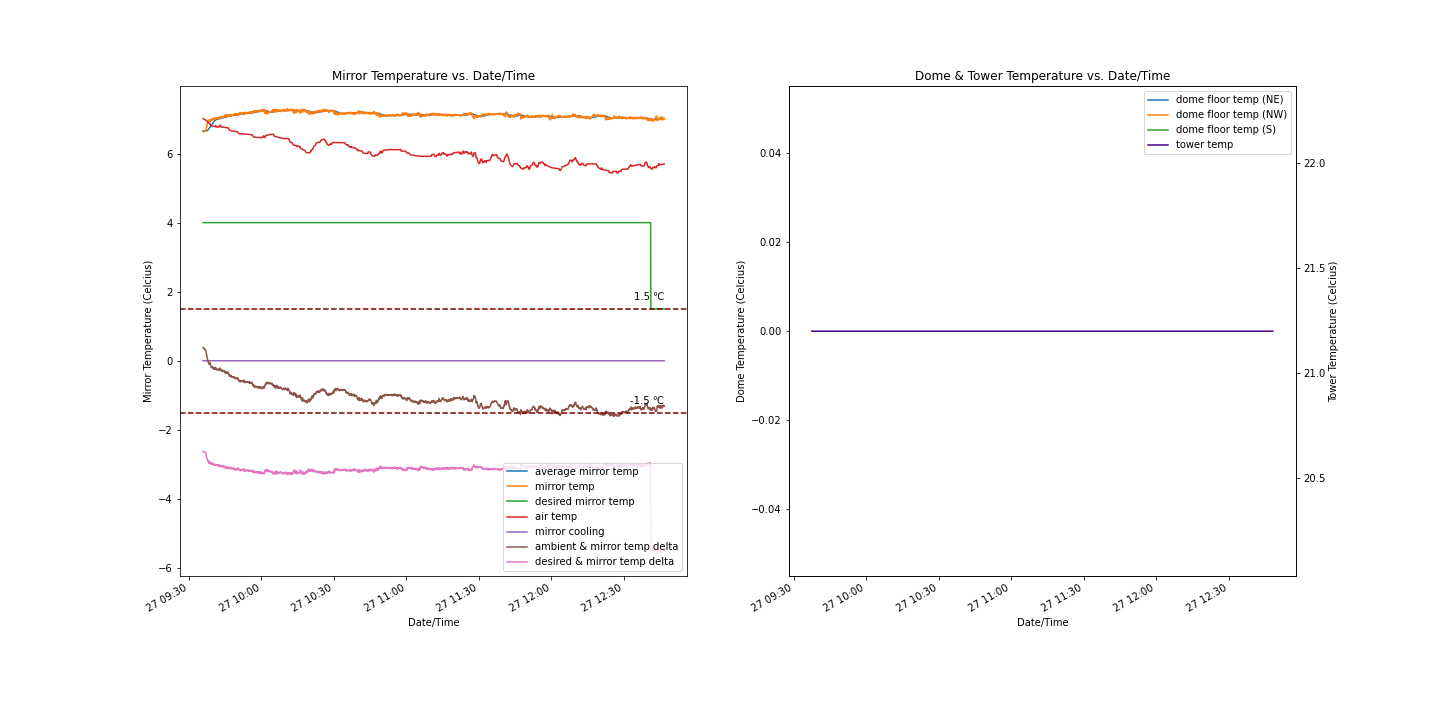 Mirror Temperature vs. Date/Time
Mirror Temperature (Celcius)
6
4
2
0
−2
−4
−6
1.5 °C
-1.5 °C
average mirror temp
mirror temp
desired mirror temp
air temp
mirror cooling
ambient & mirror temp delta
desired & mirror temp delta
27 09:30
27 10:00
27 10:30
27 11:00
27 11:30
27 12:00
27 12:30
Date/Time
Dome & Tower Temperature vs. Date/Time
Dome Temperature (Celcius)
0.04
0.02
0.00
−0.02
−0.04
dome floor temp (NE)
dome floor temp (NW)
dome floor temp (S)
tower temp
22.0
21.5
21.0
20.5
Tower Temperature (Celcius)
27 09:30
27 10:00
27 10:30
27 11:00
27 11:30
27 12:00
27 12:30
Date/Time